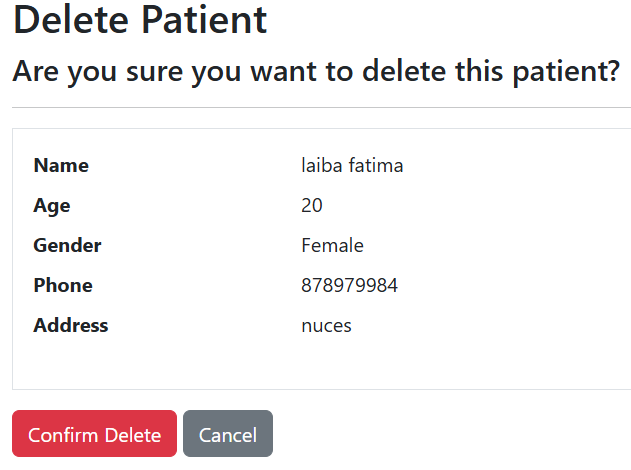 Delete Patient
Are you sure you want to delete this patient?
Name laiba fatima
Age 20
Gender Female
Phone 878979984
Address nuces
Confirm Delete Cancel